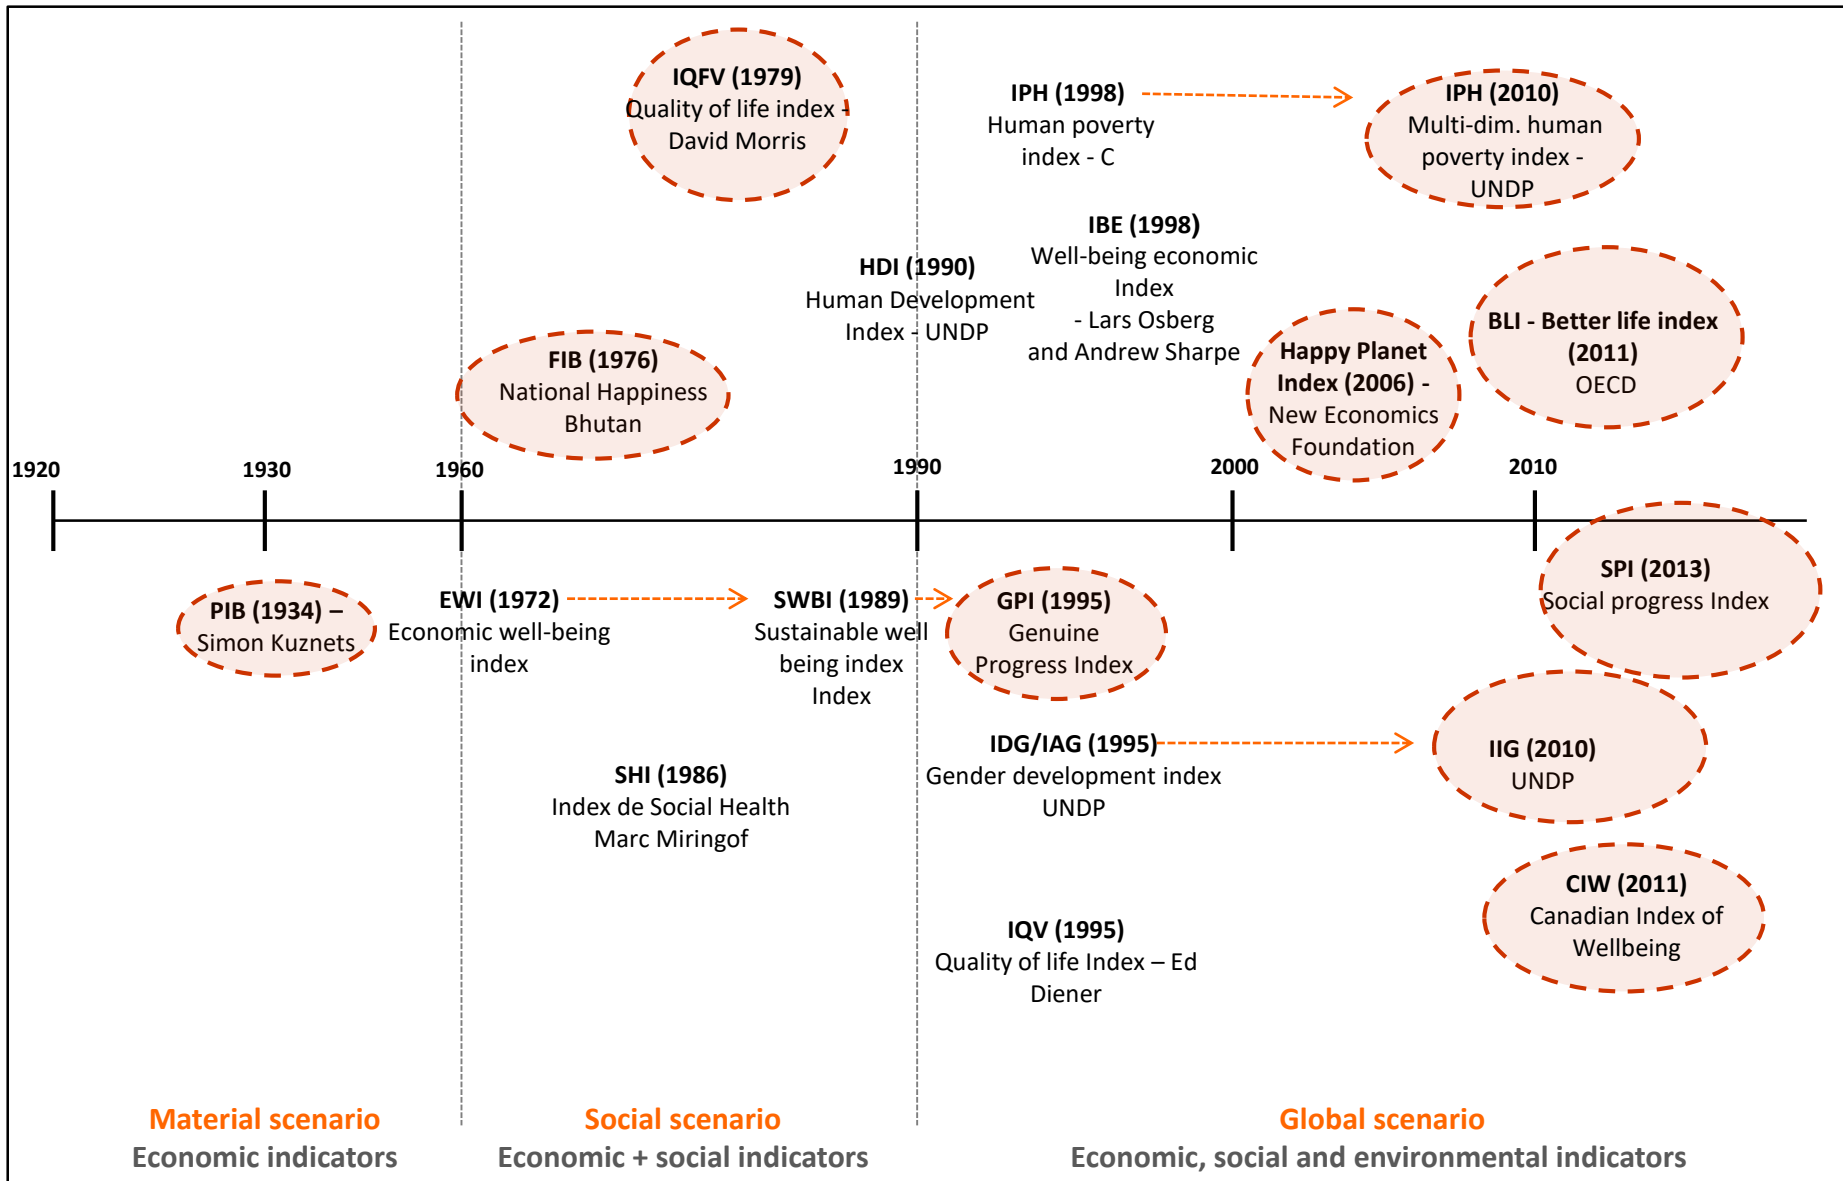 IQFV (1979)
Quality of life index -
David Morris
IPH (1998)
Human poverty
index - C
IPH (2010)
Multi-dim. human
poverty index -
UNDP
IBE (1998)
Well-being economic
Index
- Lars Osberg
and Andrew Sharpe
HDI (1990)
Human Development
Index - UNDP
BLI - Better life index
(2011)
OECD
Happy Planet
Index (2006) -
New Economics
Foundation
FIB (1976)
National Happiness
Bhutan
1920
1930
1960
1990
2000
2010
PIB (1934) –
Simon Kuznets
EWI (1972)
Economic well-being
index
SWBI (1989)
Sustainable well
being index
Index
GPI (1995)
Genuine
Progress Index
SPI (2013)
Social progress Index
SHI (1986)
Index de Social Health
Marc Miringof
IDG/IAG (1995)
Gender development index
UNDP
IIG (2010)
UNDP
IQV (1995)
Quality of life Index – Ed
Diener
CIW (2011)
Canadian Index of
Wellbeing
Material scenario
Economic indicators
Social scenario
Economic + social indicators
Global scenario
Economic, social and environmental indicators